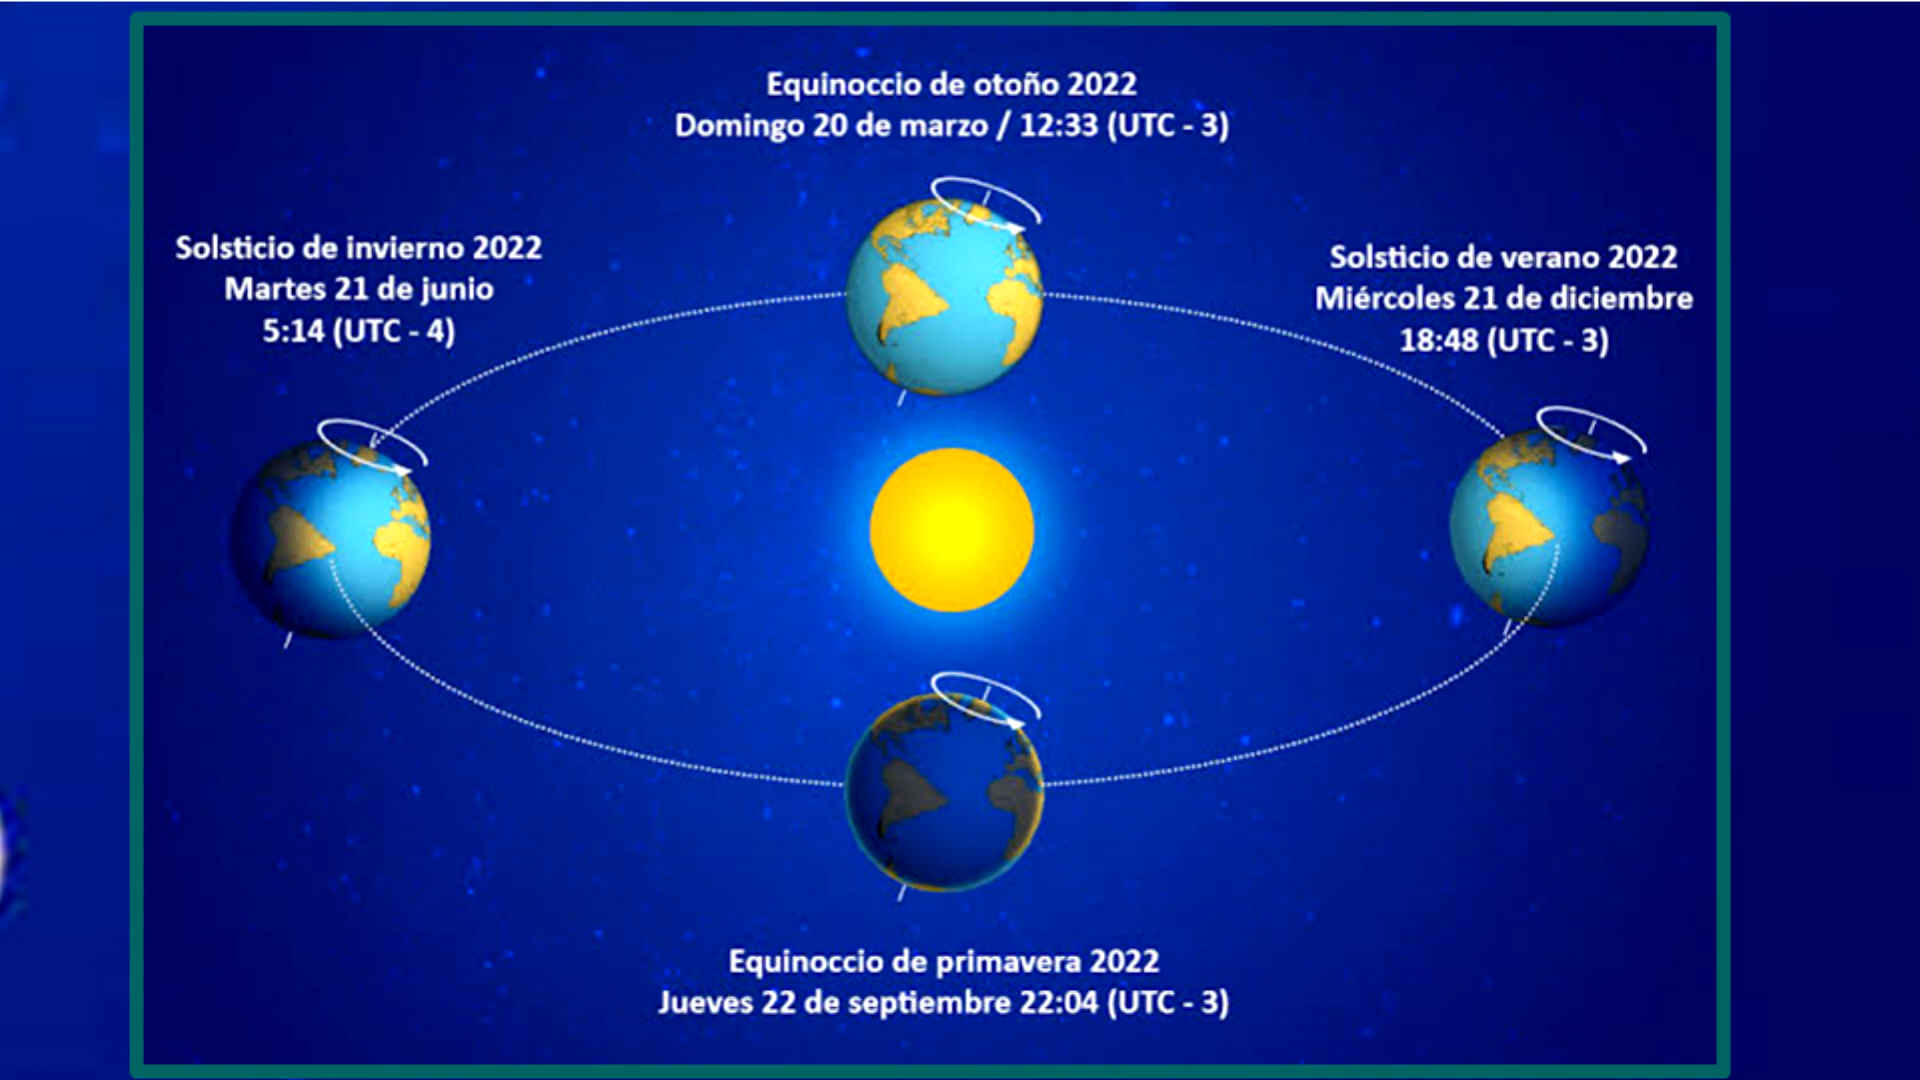 Equinoccio de otoño 2022
Domingo 20 de marzo / 12:33 (UTC - 3)
Solsticio de invierno 2022
Martes 21 de junio
5:14 (UTC - 4)
Solsticio de verano 2022
Miércoles 21 de diciembre
18:48 (UTC - 3)
Equinoccio de primavera 2022
Jueves 22 de septiembre 22:04 (UTC - 3)